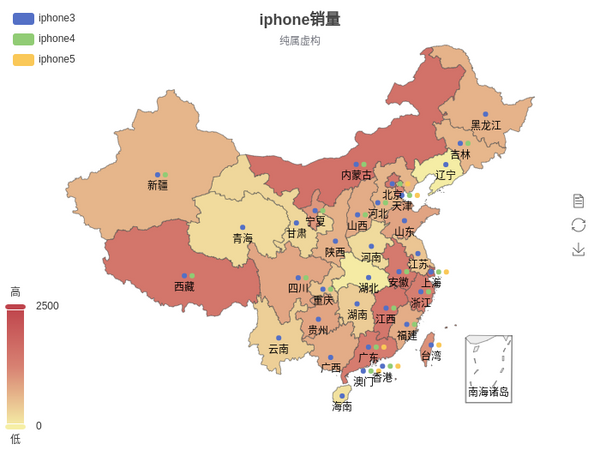 iphone销量
纯属虚构
iphone3
iphone4
iphone5
黑龙江
吉林
内蒙古
辽宁
新疆
北京
天津
河北
宁夏
山西
山东
甘肃
青海
陕西
河南
江苏
西藏
四川
湖北
安徽
上海
重庆
浙江
湖南
江西
贵州
福建
云南
广东
台湾
广西
澳门
香港
海南
南海诸岛
高
2500
0
低